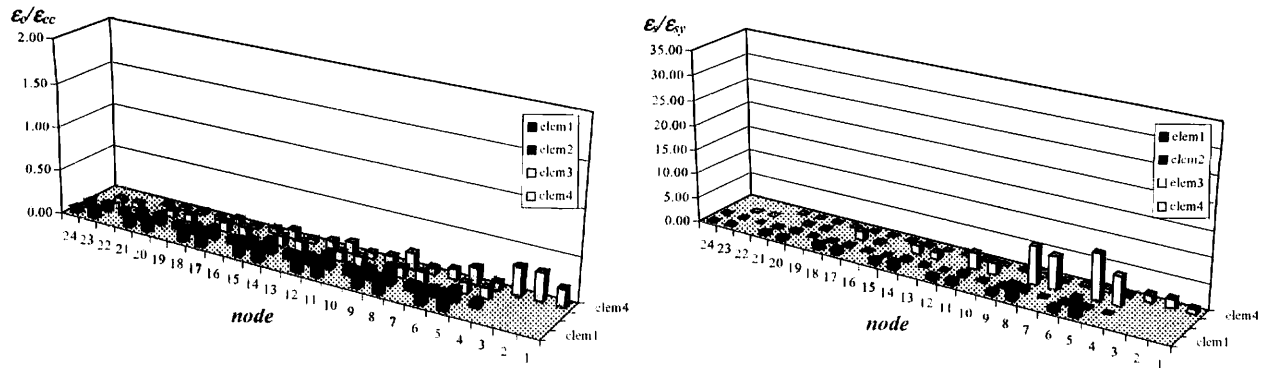 εc/εcc
2.00
1.50
1.00
0.50
0.00
elem1
elem2
elem3
elem4
24 23 22 21 20 19 18 17 16 15 14 13 12 11 10 9 8 7 6 5 4 3 2 1
node
elem4
elem1
εs/εsy
35.00
30.00
25.00
20.00
15.00
10.00
5.00
0.00
elem1
elem2
elem3
elem4
24 23 22 21 20 19 18 17 16 15 14 13 12 11 10 9 8 7 6 5 4 3 2 1
node
elem4
elem1